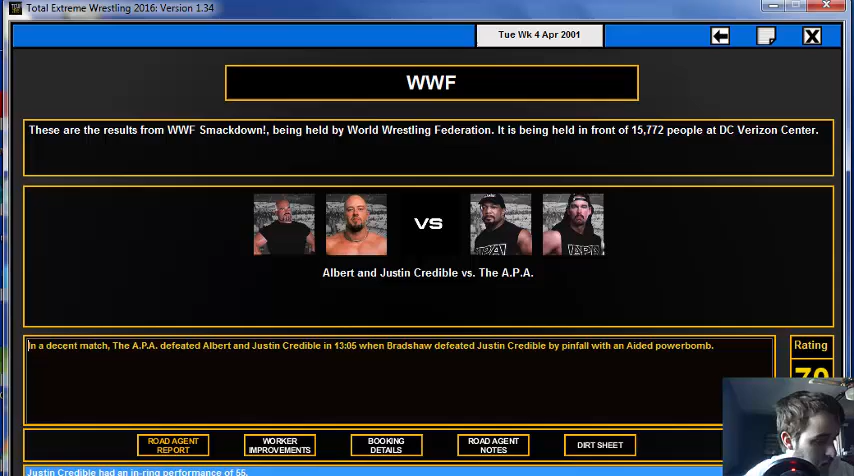 Total Extreme Wrestling 2016: Version 1.34
Tue Wk 4 Apr 2001
WWF
These are the results from WWF Smackdown!, being held by World Wrestling Federation. It is being held in front of 15,772 people at DC Verizon Center.
VS
Albert and Justin Credible vs. The A.P.A.
In a decent match, The A.P.A. defeated Albert and Justin Credible in 13:05 when Bradshaw defeated Justin Credible by pinfall with an Aided powerbomb.
Rating
ROAD AGENT
REPORT
WORKER
IMPROVEMENTS
BOOKING
DETAILS
ROAD AGENT
NOTES
DIRT SHEET
Justin Credible had an in-ring performance of 55.